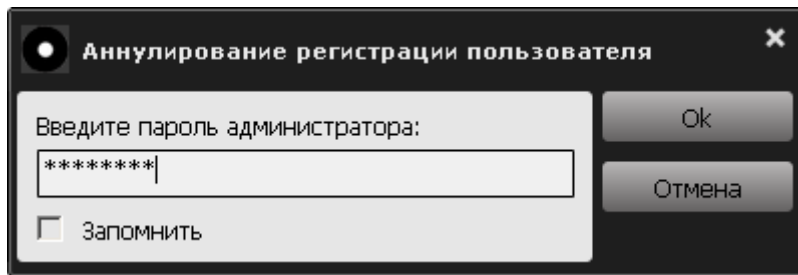 Аннулирование регистрации пользователя
Введите пароль администратора:
********
Запомнить
Ok
Отмена